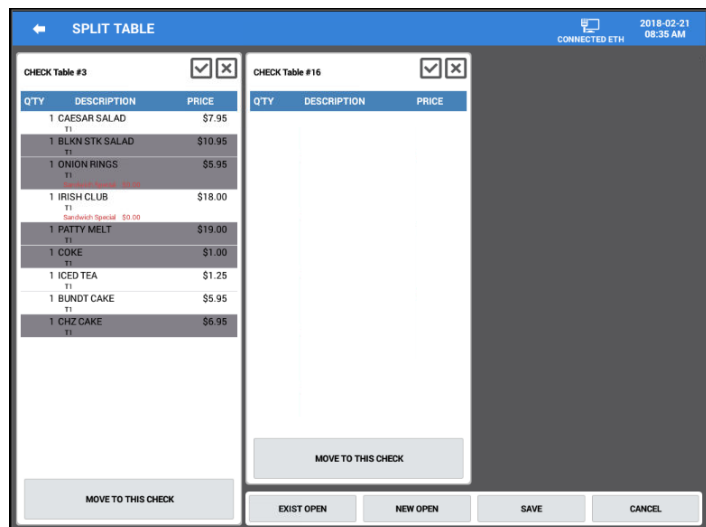 SPLIT TABLE
CONNECTED ETH
2018-02-21
08:35 AM
CHECK Table #3
Q'TY DESCRIPTION PRICE
1 CAESAR SALAD $7.95
T1
1 BLKN STK SALAD $10.95
T1
1 ONION RINGS $5.95
T1
Sandwich Special $0.00
1 IRISH CLUB $18.00
T1
Sandwich Special $0.00
1 PATTY MELT $19.00
T1
1 COKE $1.00
T1
1 ICED TEA $1.25
T1
1 BUNDT CAKE $5.95
T1
1 CHZ CAKE $6.95
T1
MOVE TO THIS CHECK
CHECK Table #16
Q'TY DESCRIPTION PRICE
MOVE TO THIS CHECK
EXIST OPEN NEW OPEN SAVE CANCEL